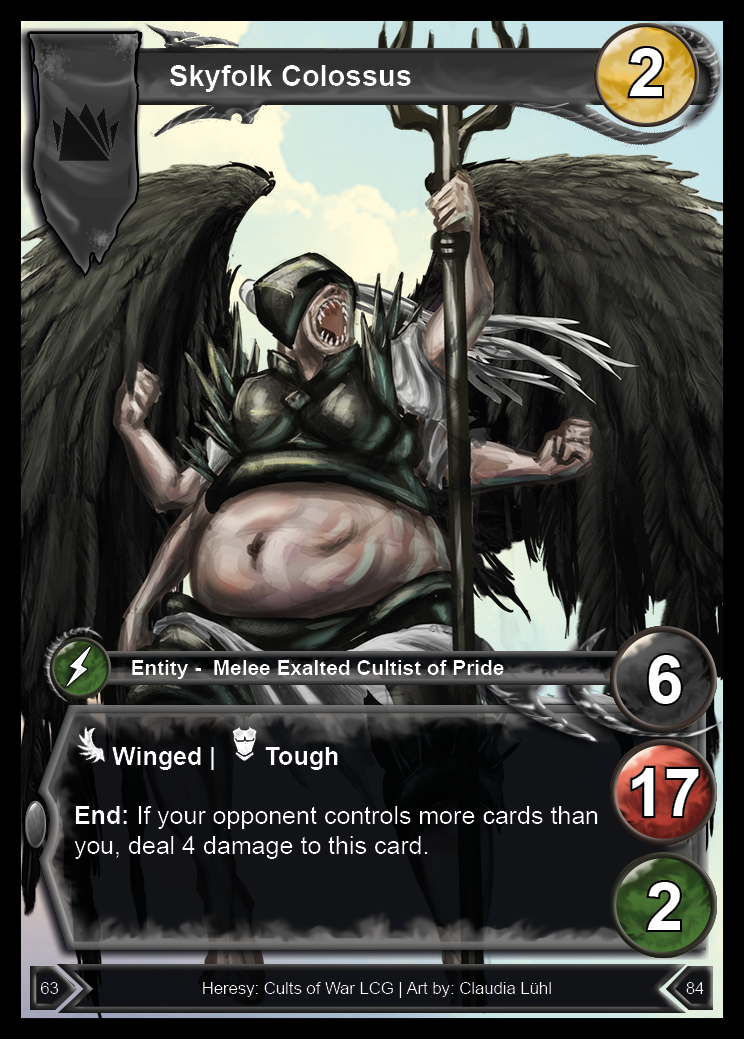 Skyfolk Colossus
2
Entity - Melee Exalted Cultist of Pride
6
Winged | Tough
17
End: If your opponent controls more cards than
you, deal 4 damage to this card.
2
63
Heresy: Cults of War LCG | Art by: Claudia Lühl
84